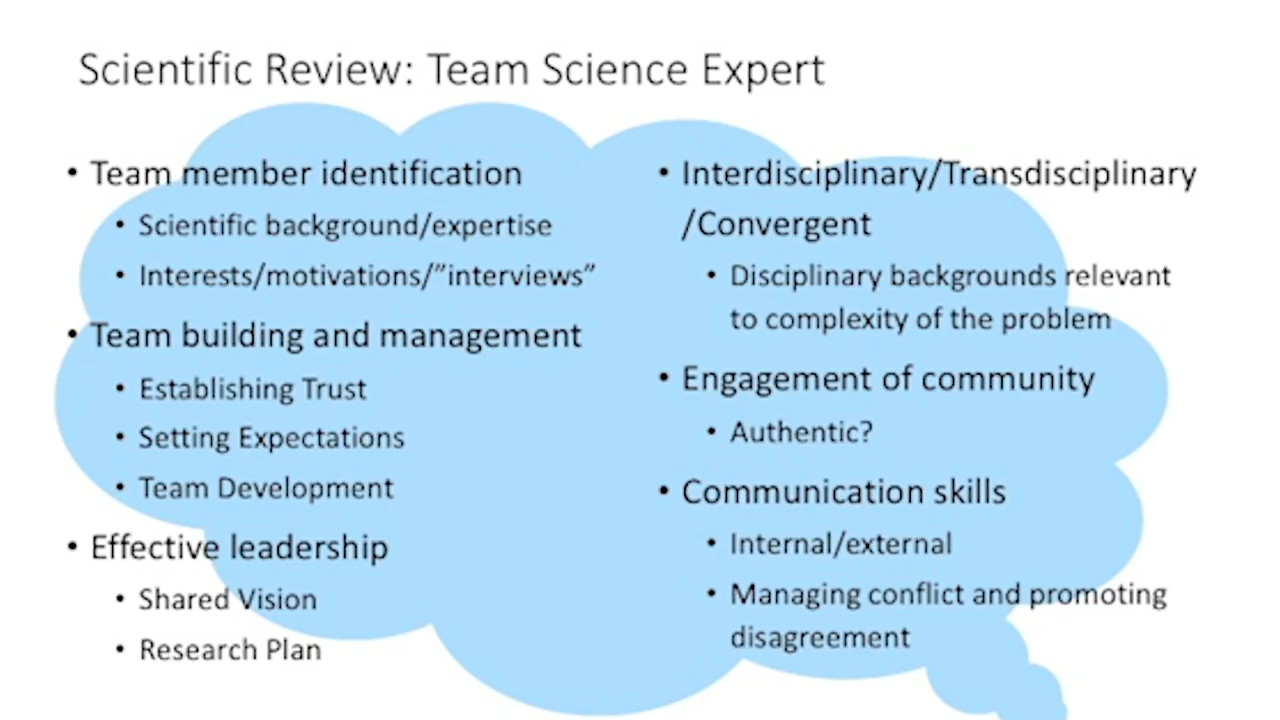 Scientific Review: Team Science Expert
• Team member identification
• Scientific background/expertise
• Interests/motivations/”interviews”
• Team building and management
• Establishing Trust
• Setting Expectations
• Team Development
• Effective leadership
• Shared Vision
• Research Plan
• Interdisciplinary/Transdisciplinary
/Convergent
• Disciplinary backgrounds relevant
to complexity of the problem
• Engagement of community
• Authentic?
• Communication skills
• Internal/external
• Managing conflict and promoting
disagreement